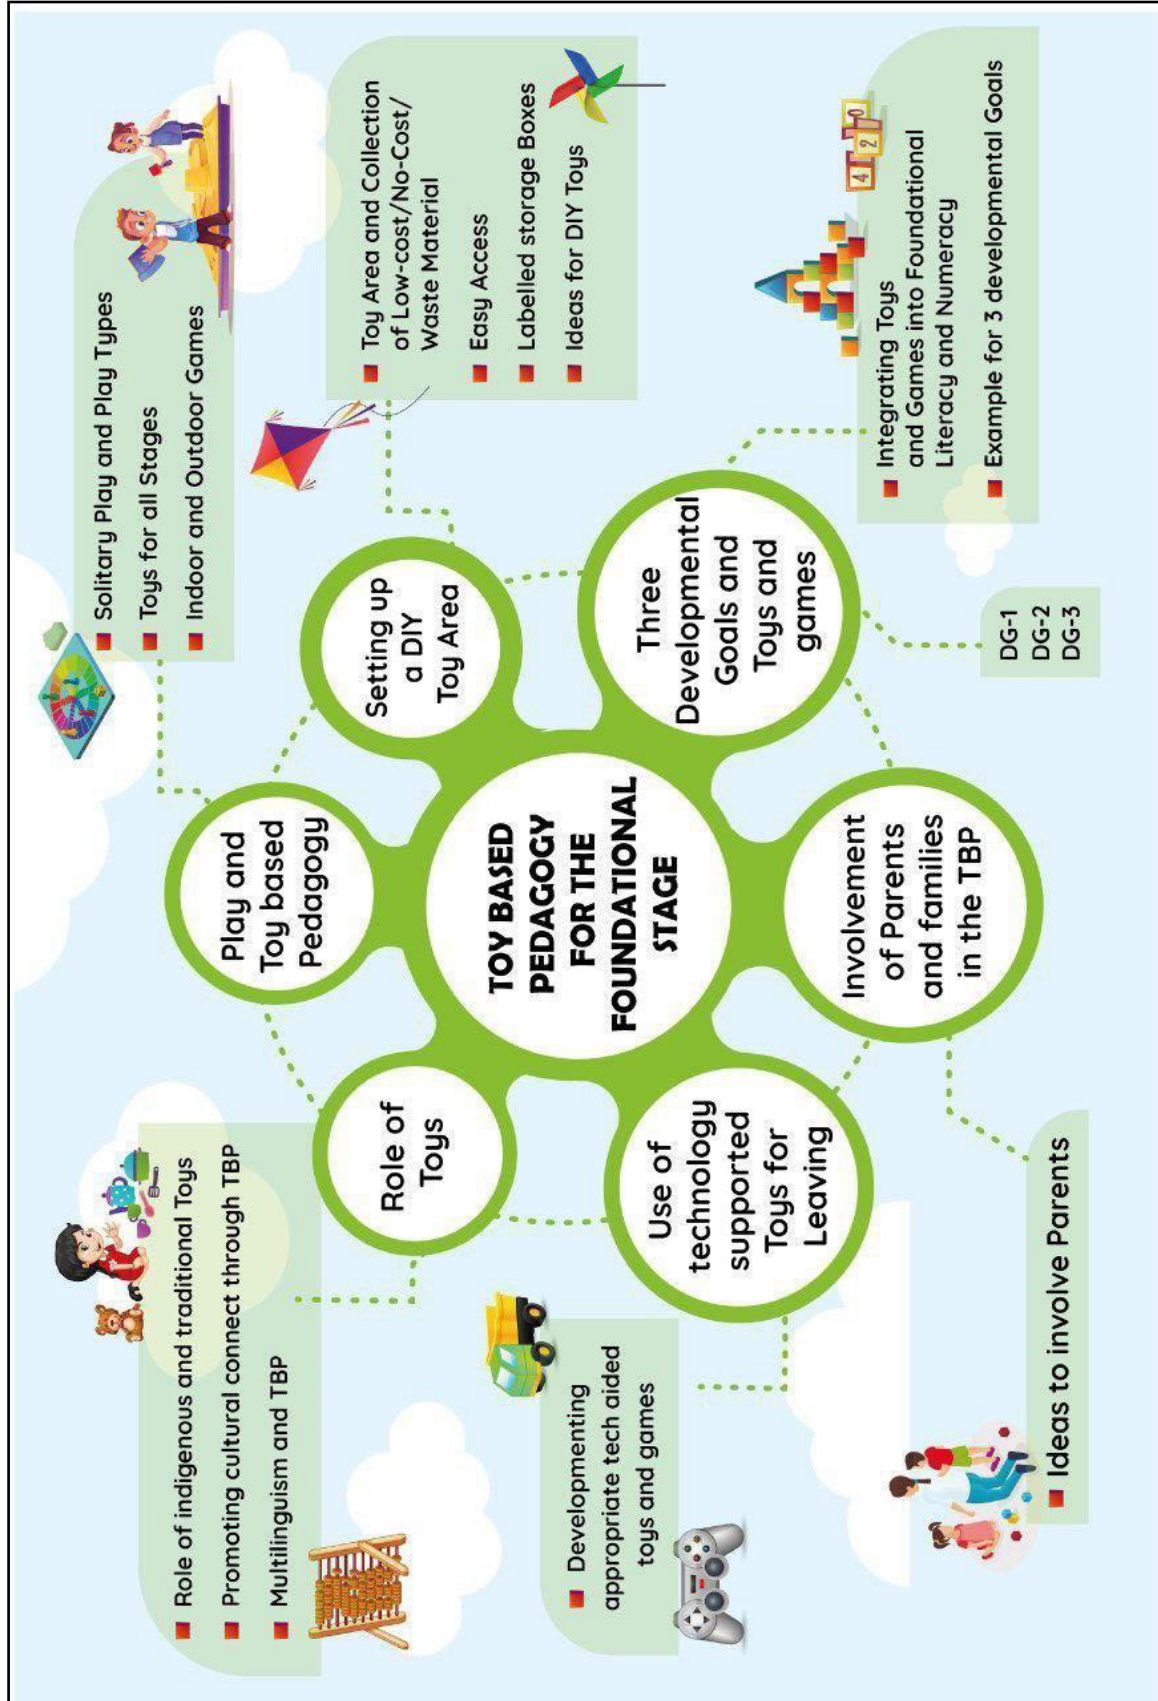 Role of indigenous and traditional Toys
Promoting cultural connect through TBP
Multilinguism and TBP
Solitary Play and Play Types
Toys for all Stages
Indoor and Outdoor Games
Play and
Toy based
Pedagogy
Role of
Toys
Setting up
a DIY
Toy Area
Toy Area and Collection
of Low-cost/No-Cost/
Waste Material
Easy Access
Labelled storage Boxes
Ideas for DIY Toys
TOY BASED
PEDAGOGY
FOR THE
FOUNDATIONAL
STAGE
Developmenting
appropriate tech aided
toys and games
Use of
technology
supported
Toys for
Leaving
Three
Developmental
Goals and
Toys and
games
4 2 0
1
Integrating Toys
and Games into Foundational
Literacy and Numeracy
Example for 3 developmental Goals
Involvement
of Parents
and families
in the TBP
DG-1
DG-2
DG-3
Ideas to involve Parents